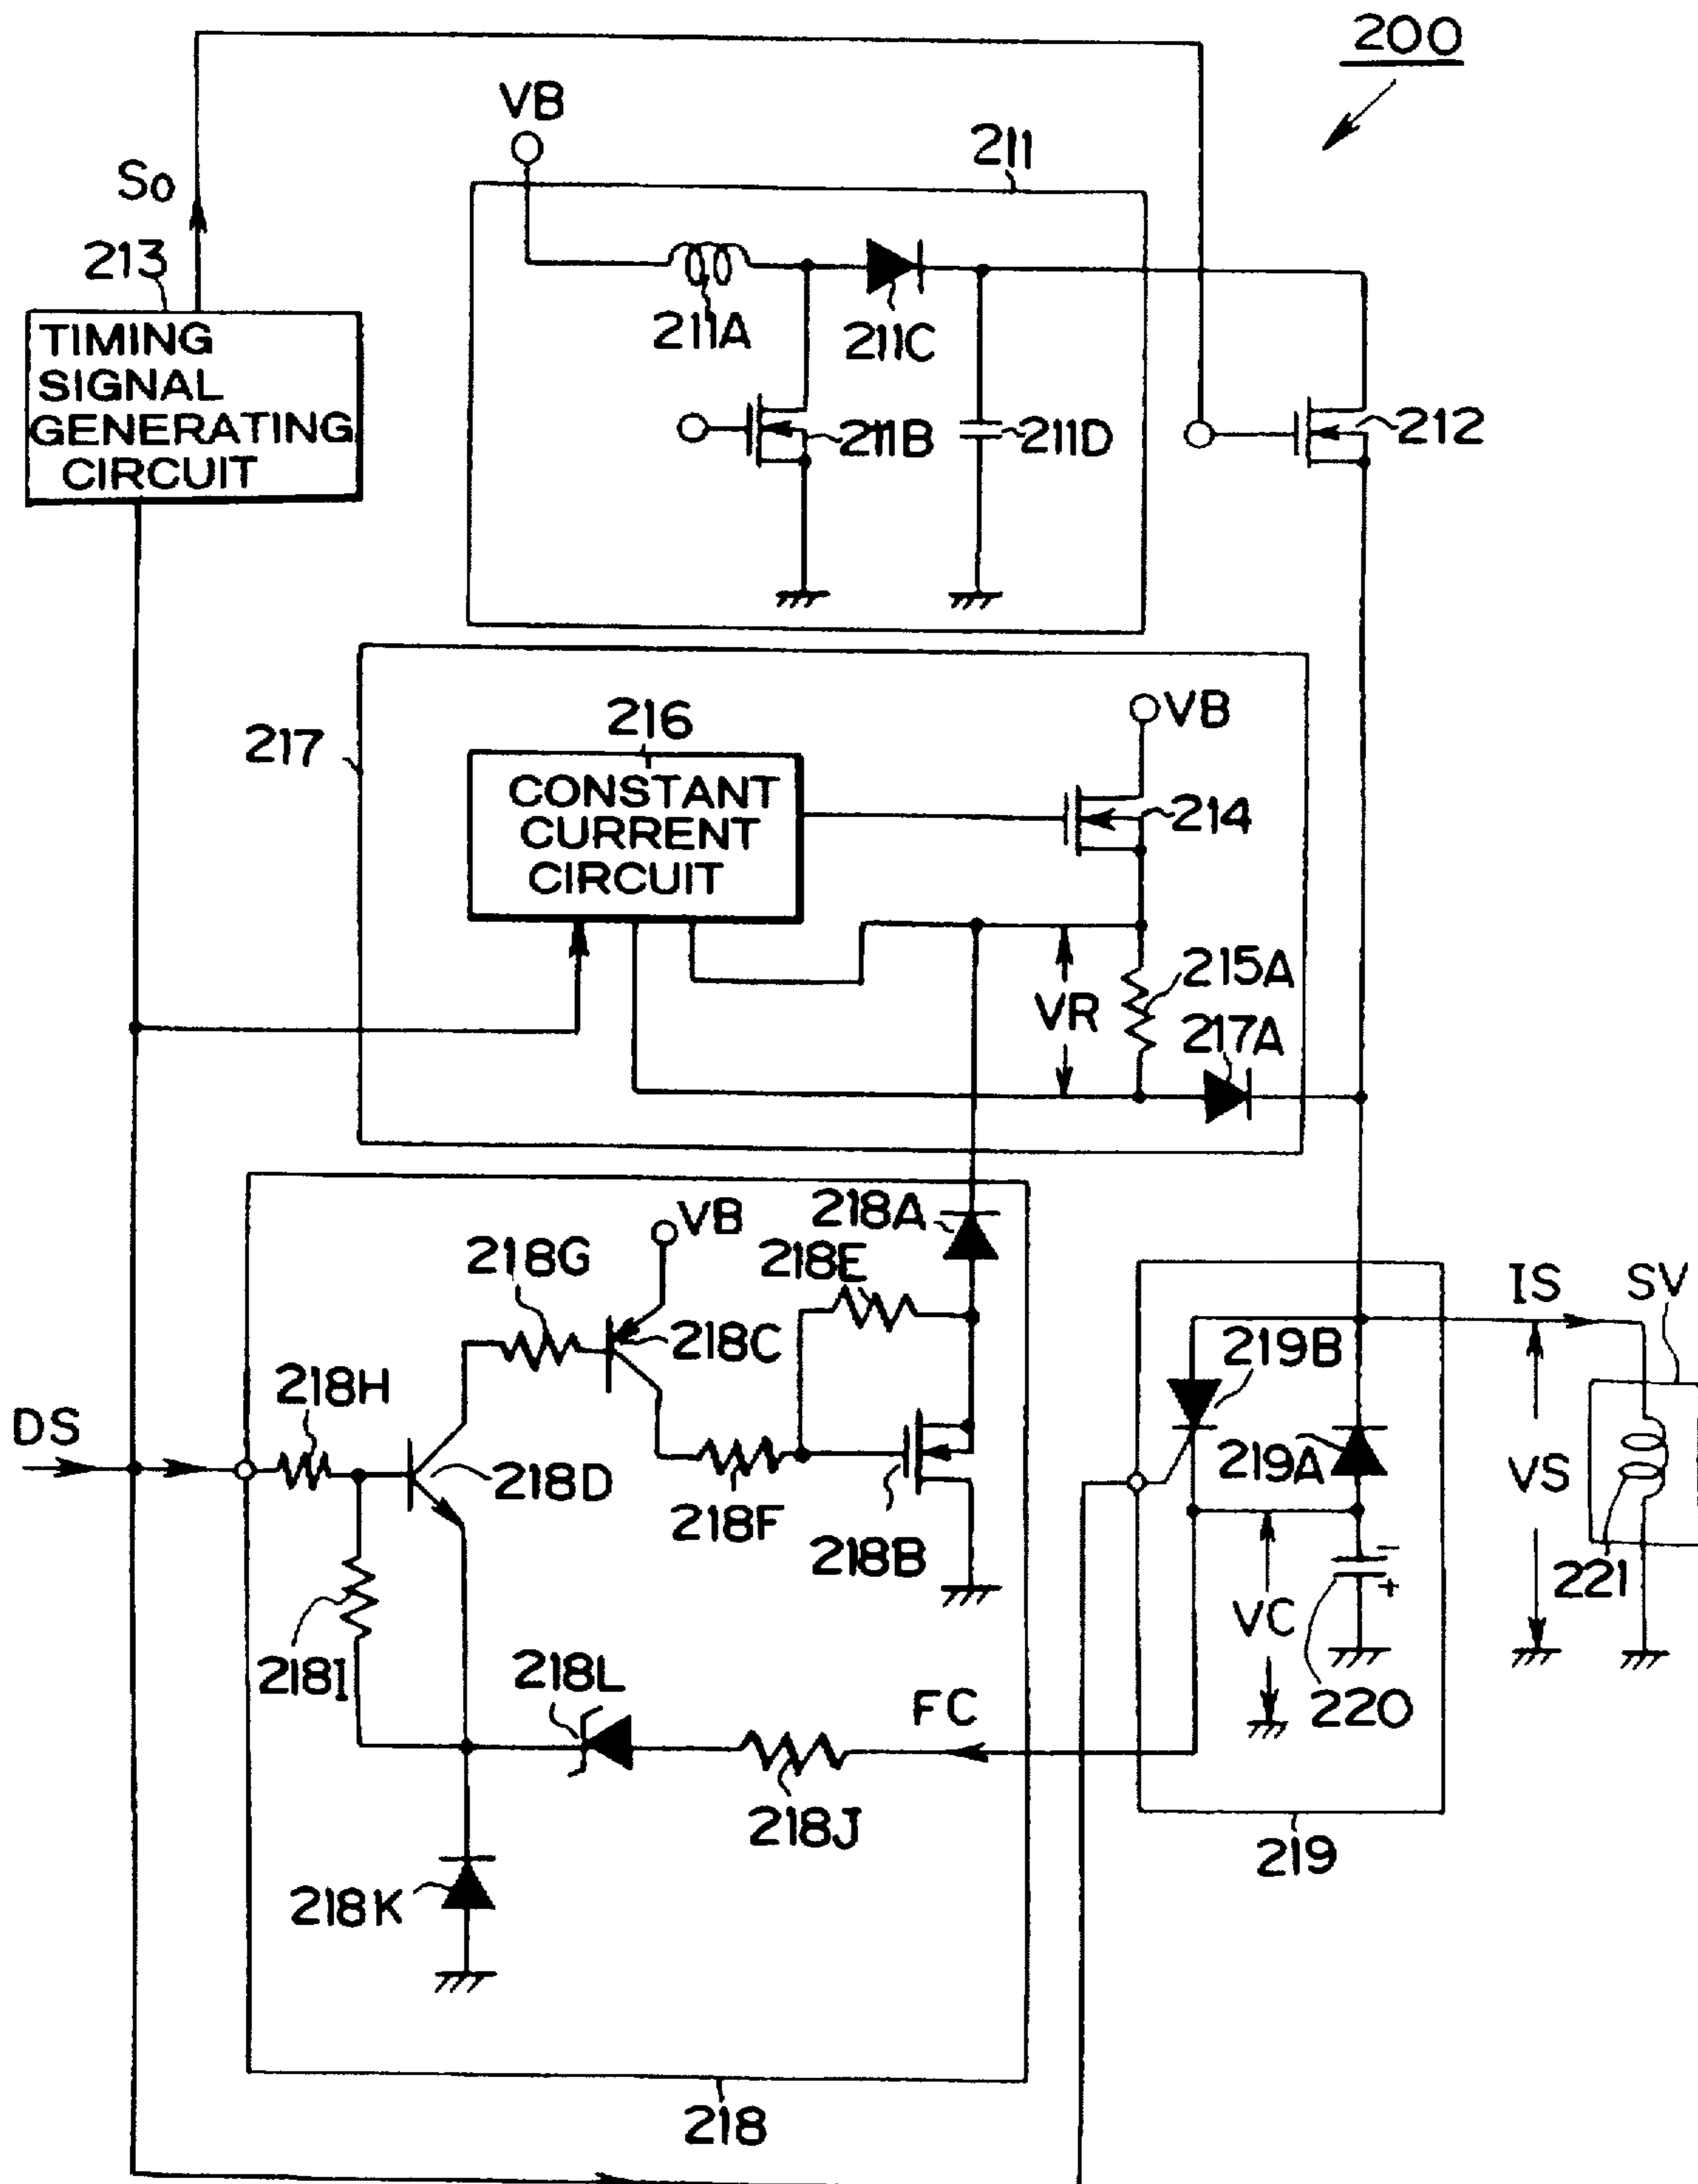 200
VB
211
So
213
TIMING
SIGNAL
GENERATING
CIRCUIT
211A
211C
211B
211D
212
217
216
VB
CONSTANT
CURRENT
CIRCUIT
214
215A
VR
217A
VB
218A
218G
218E
218C
IS
SV
219B
218H
DS
218D
218F
218B
219A
VS
221
218I
218L
FC
VC
220
218J
219
218K
218
−
+